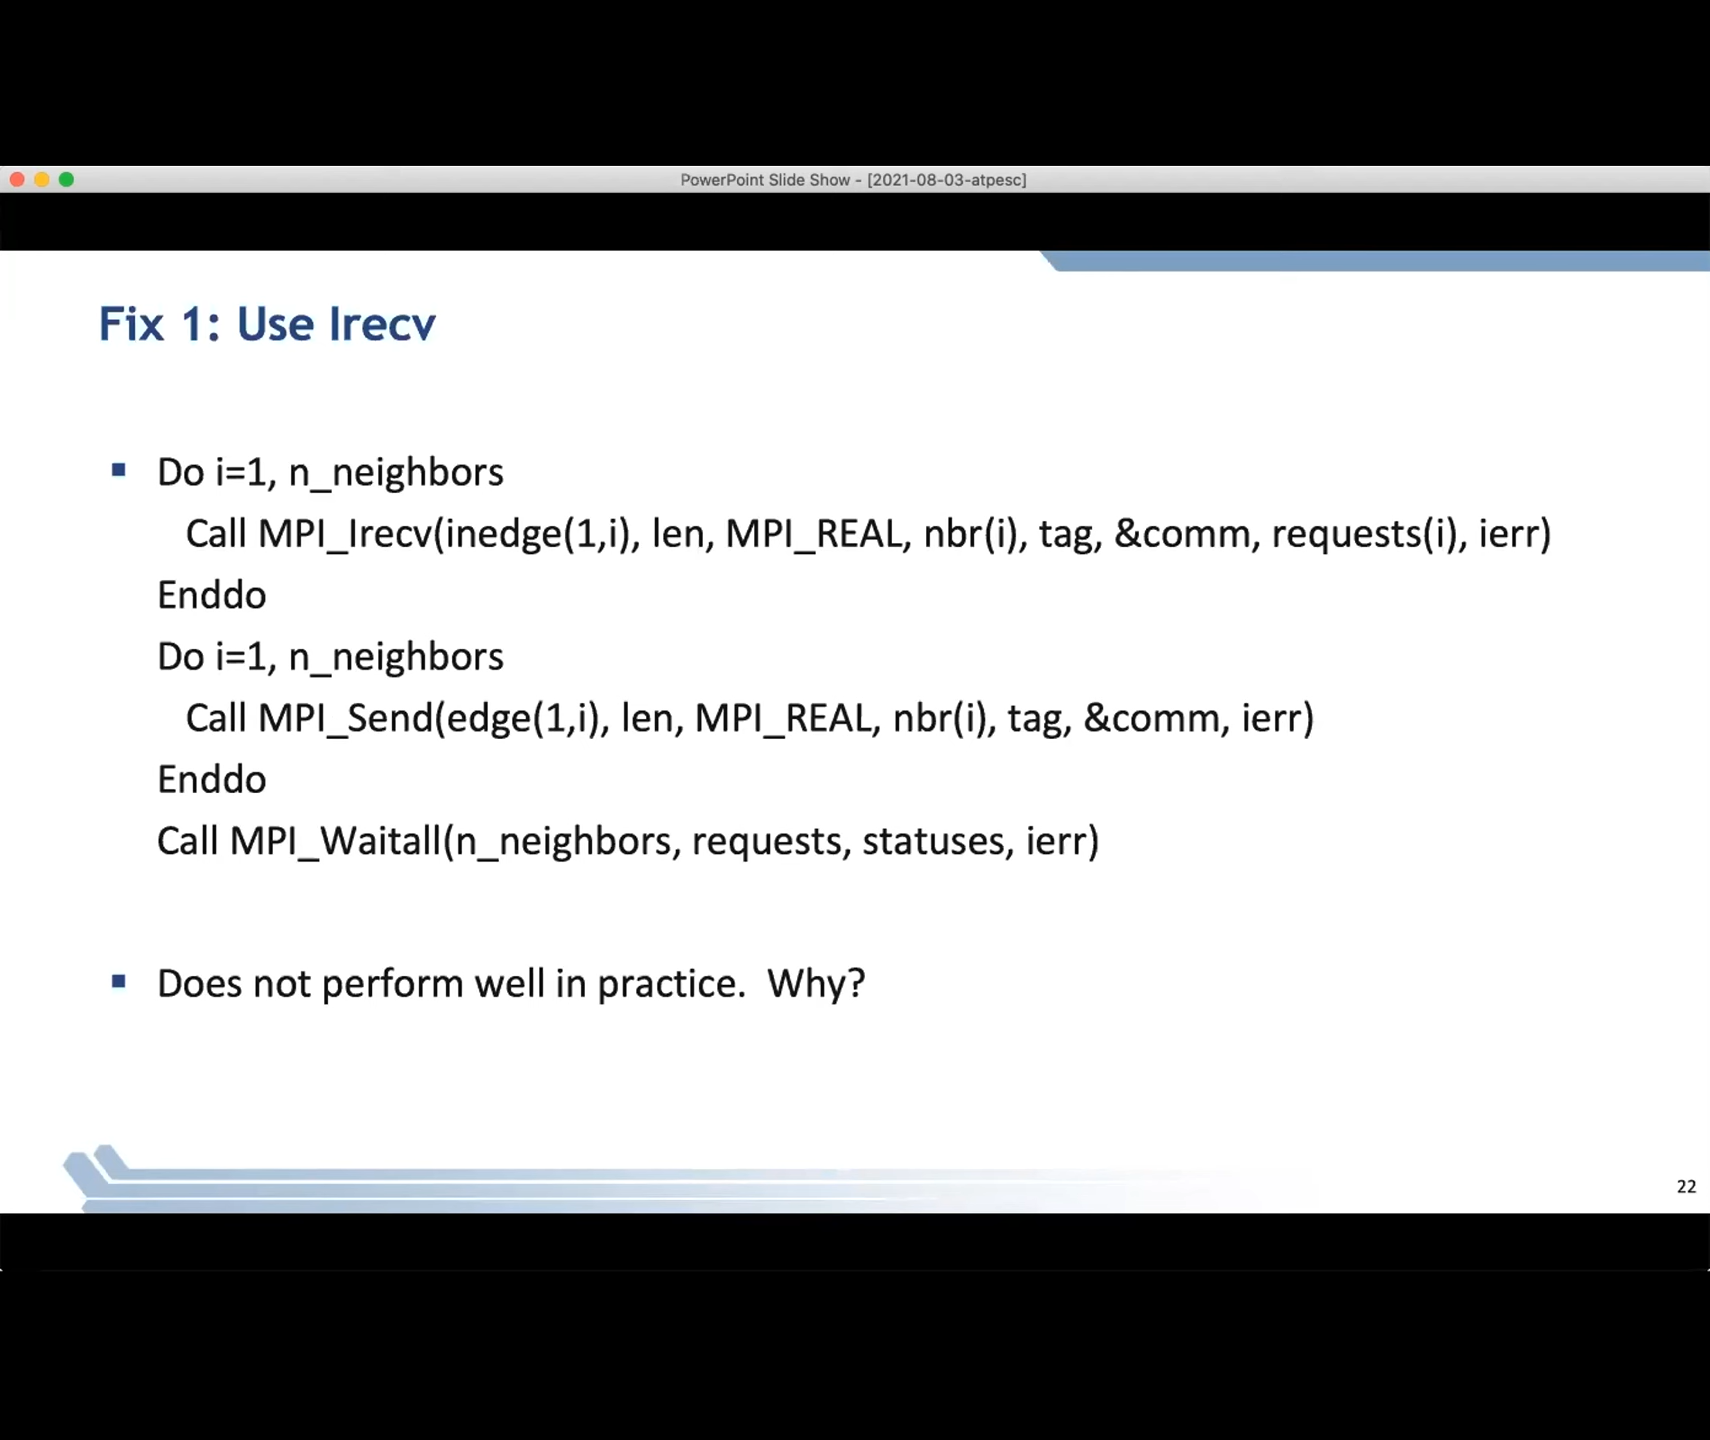 PowerPoint Slide Show - [2021-08-03-atpesc]
Fix 1: Use Irecv
▪ Do i=1, n_neighbors
Call MPI_Irecv(inedge(1,i), len, MPI_REAL, nbr(i), tag, &comm, requests(i), ierr)
Enddo
Do i=1, n_neighbors
Call MPI_Send(edge(1,i), len, MPI_REAL, nbr(i), tag, &comm, ierr)
Enddo
Call MPI_Waitall(n_neighbors, requests, statuses, ierr)
▪ Does not perform well in practice.  Why?
22